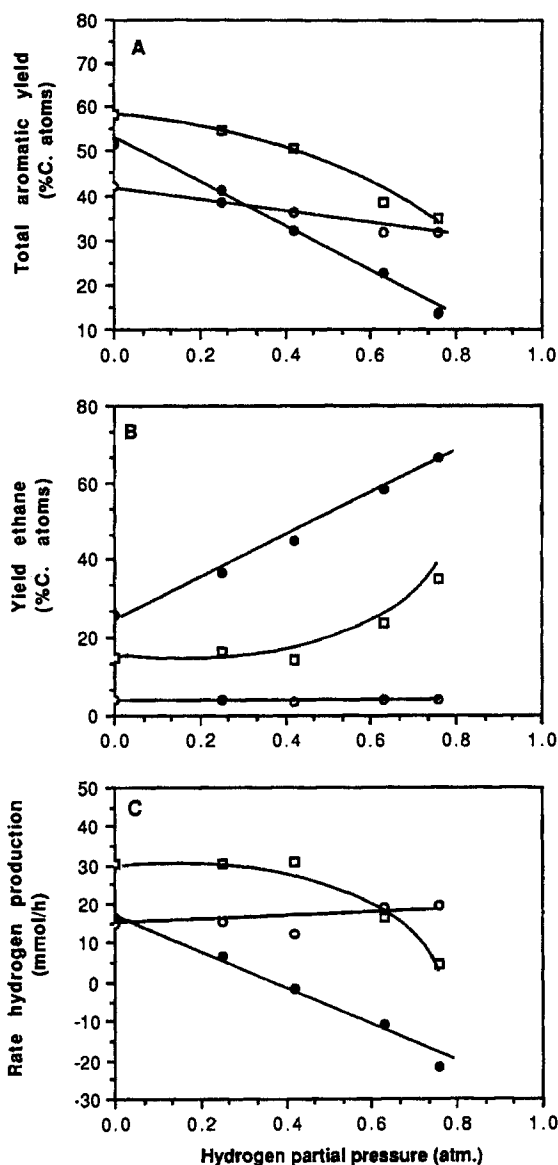 A
Total aromatic yield
(%C. atoms)
80
70
60
50
40
30
20
10
0.0 0.2 0.4 0.6 0.8 1.0
B
Yield ethane
(%C. atoms)
80
60
40
20
0
0.0 0.2 0.4 0.6 0.8 1.0
C
Rate hydrogen production
(mmol/h)
50
40
30
20
10
0
-10
-20
-30
0.0 0.2 0.4 0.6 0.8 1.0
Hydrogen partial pressure (atm.)